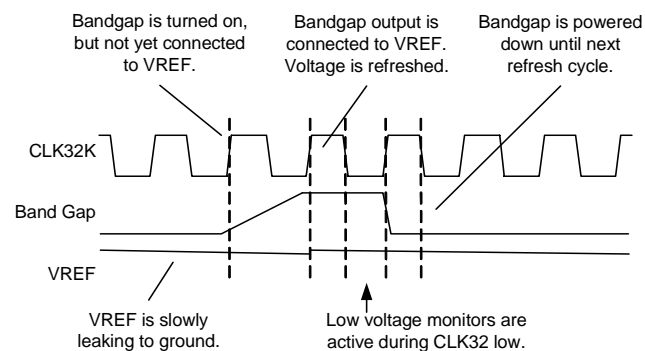 Bandgap is turned on,
but not yet connected
to VREF.
Bandgap output is
connected to VREF.
Voltage is refreshed.
Bandgap is powered
down until next
refresh cycle.
CLK32K
Band Gap
VREF
VREF is slowly
leaking to ground.
Low voltage monitors are
active during CLK32 low.